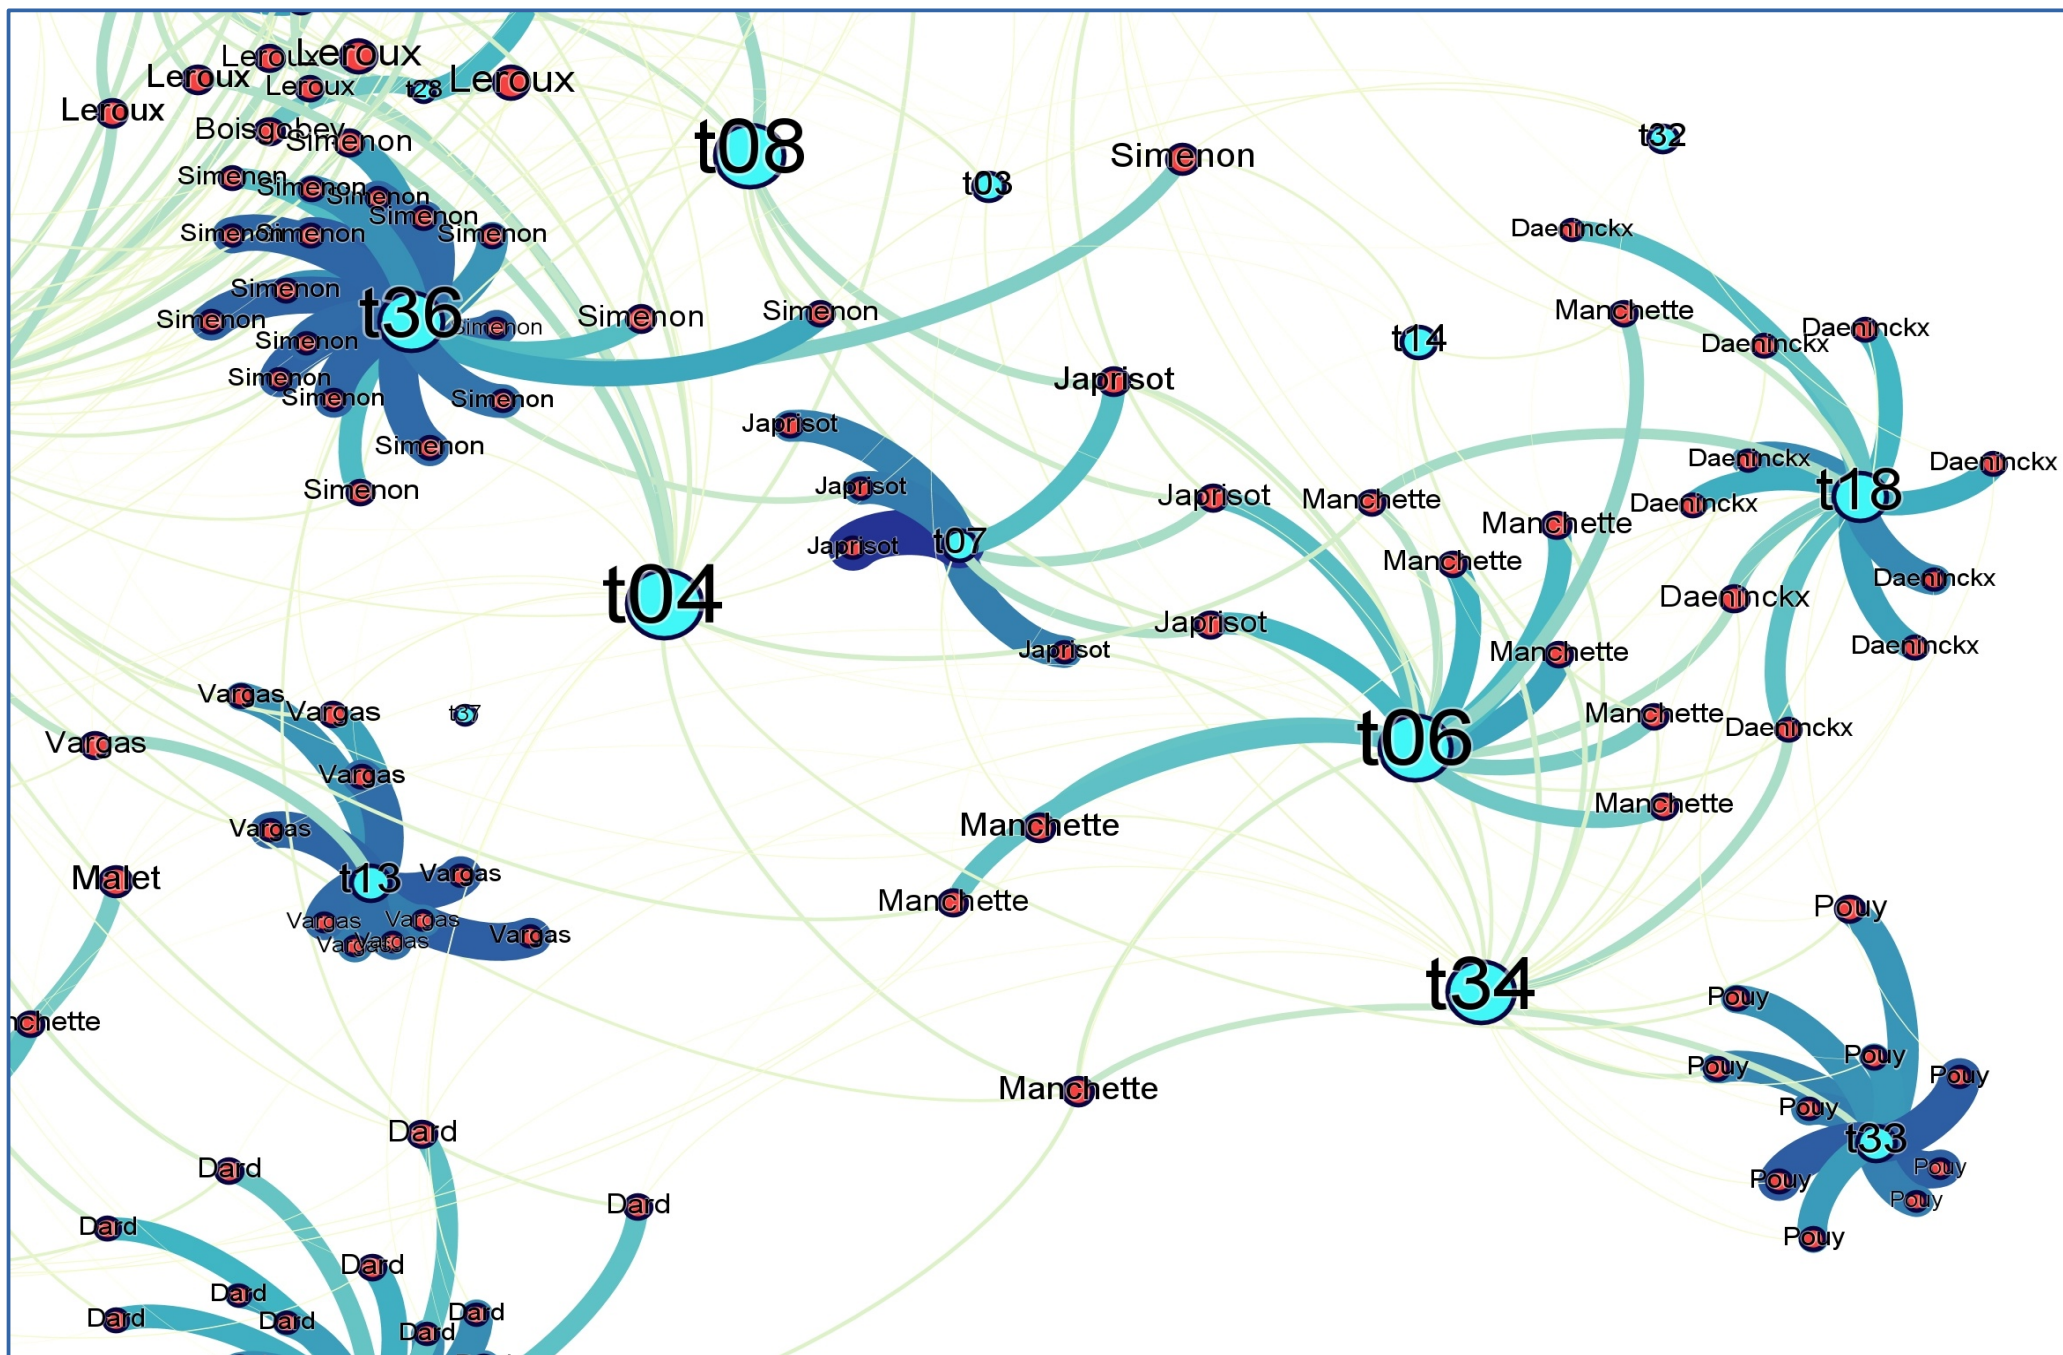 Leroux
Leroux
Leroux
Leroux
Leroux
Leroux
t28
Boisgobey
Simenon
t08
Simenon
t03
t32
Simenon
Simenon
Simenon
Simenon
Simenon
Simenon
Simenon
Daeninckx
Simenon
Simenon
t36
Simenon
Simenon
Simenon
Simenon
Manchette
Daeninckx
Daeninckx
t14
Simenon
Simenon
Simenon
Simenon
Japrisot
Japrisot
Simenon
Simenon
Japrisot
Japrisot
Manchette
Daeninckx
Daeninckx
Daeninckx
t18
Manchette
Japrisot
t07
Manchette
t04
Japrisot
Japrisot
Manchette
Daeninckx
Daeninckx
Daeninckx
Vargas
Vargas
t37
Vargas
t06
Manchette
Daeninckx
Vargas
Manchette
Vargas
Manchette
Malet
t13
Vargas
Manchette
Vargas
Vargas
Vargas
Vargas
Vargas
Pouy
t34
Pouy
nchette
Pouy
Pouy
Pouy
Manchette
Pouy
t33
Dard
Dard
Dard
Pouy
Pouy
Pouy
Pouy
Dard
Dard
Dard
Dard
Dard
Dard
Dard